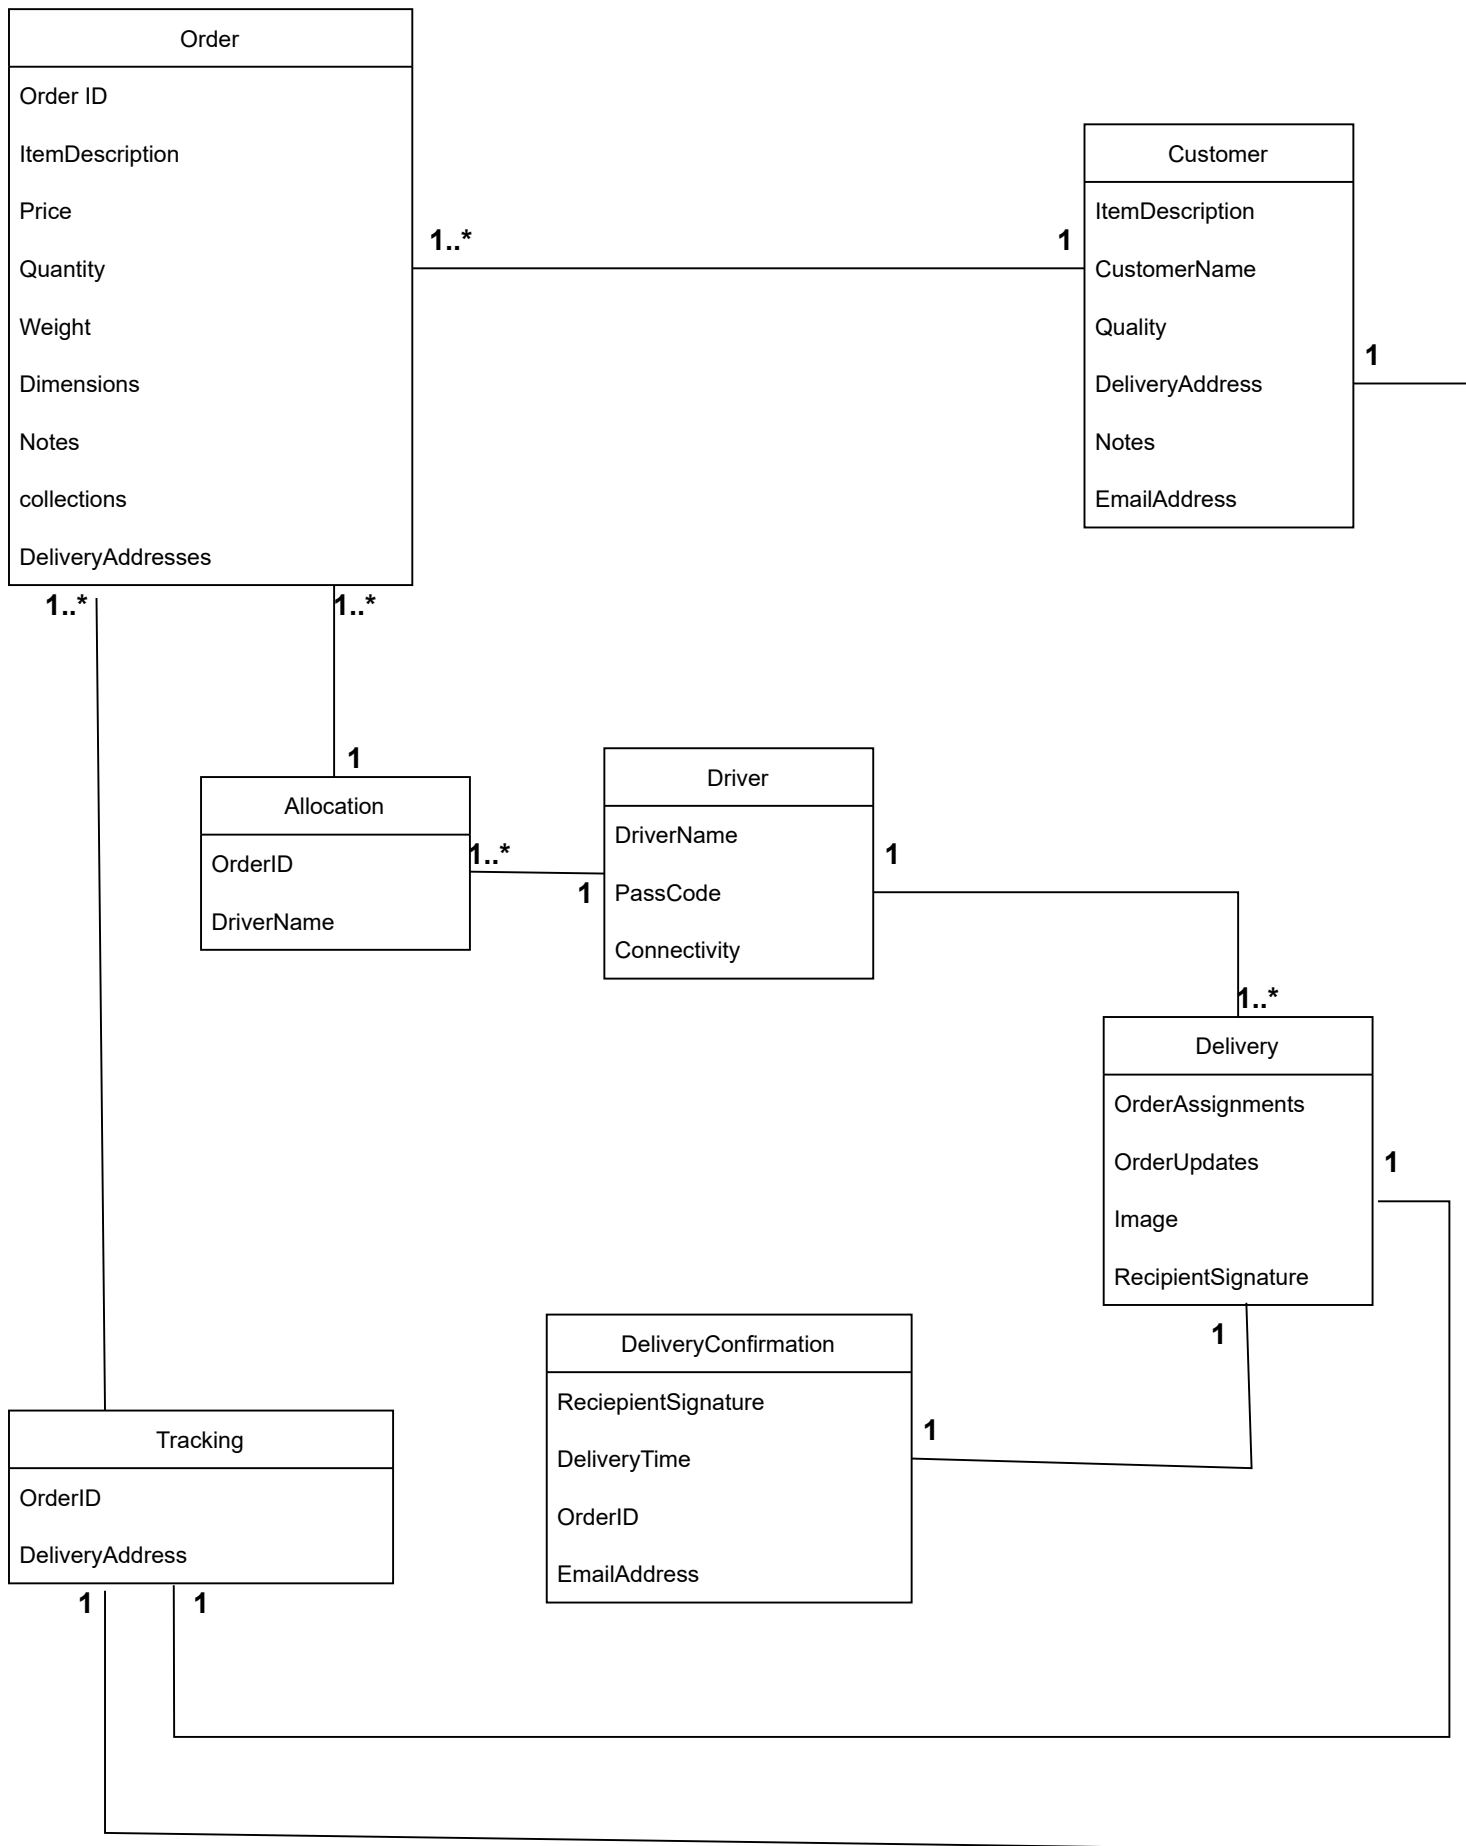 Order
Order ID
ItemDescription
Price
Quantity
Weight
Dimensions
Notes
collections
DeliveryAddresses
1..*
1
Customer
ItemDescription
CustomerName
Quality
DeliveryAddress
Notes
EmailAddress
1
1..*
1..*
1
Allocation
OrderID
DriverName
1..*
1
Driver
DriverName
PassCode
Connectivity
1
1..*
Delivery
OrderAssignments
OrderUpdates
Image
RecipientSignature
1
1
DeliveryConfirmation
ReciepientSignature
DeliveryTime
OrderID
EmailAddress
1
Tracking
OrderID
DeliveryAddress
1
1